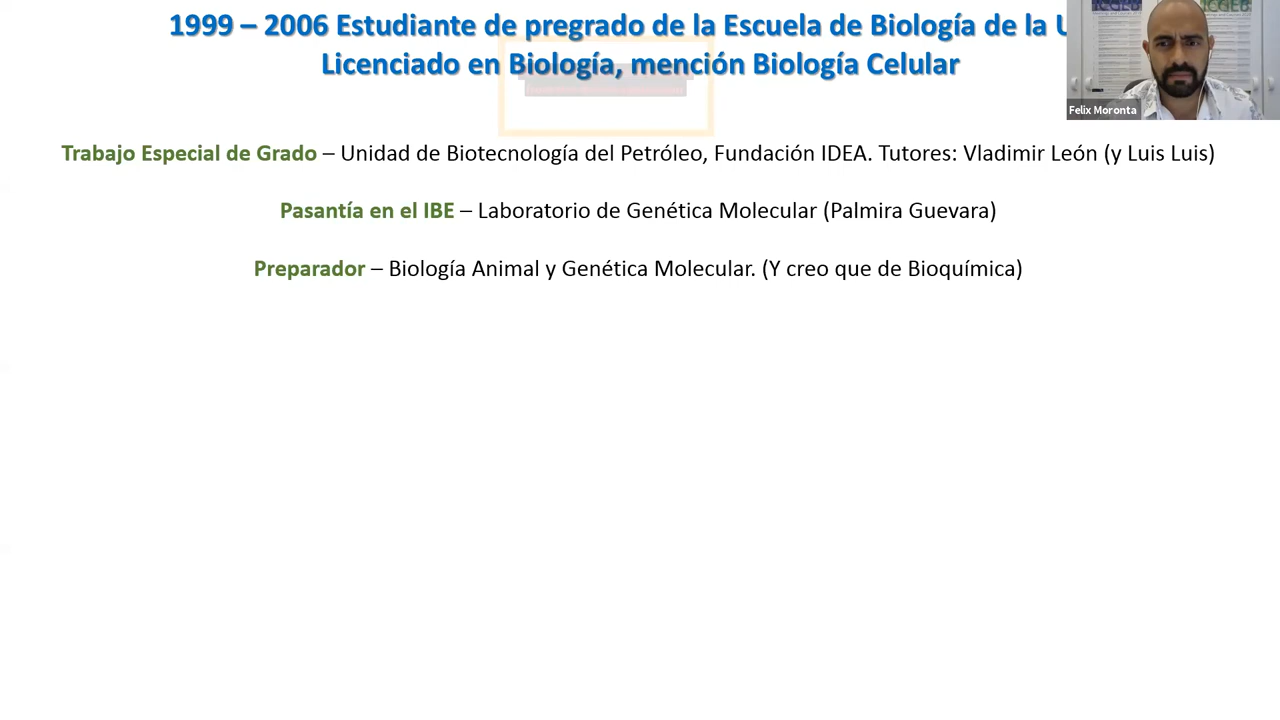 1999 – 2006 Estudiante de pregrado de la Escuela de Biología de la
Licenciado en Biología, mención Biología Celular
Felix Moronta
Trabajo Especial de Grado – Unidad de Biotecnología del Petróleo, Fundación IDEA. Tutores: Vladimir León (y Luis Luis)
Pasantía en el IBE – Laboratorio de Genética Molecular (Palmira Guevara)
Preparador – Biología Animal y Genética Molecular. (Y creo que de Bioquímica)